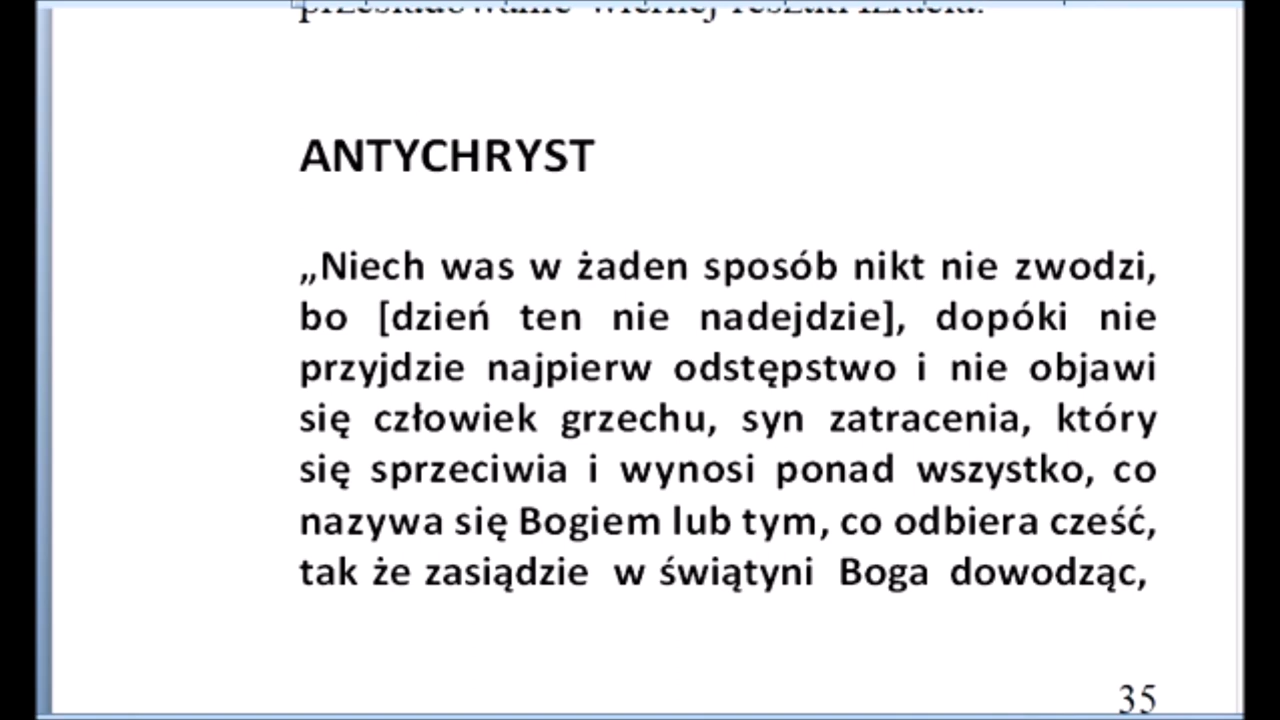 ANTYCHRYST
„Niech was w żaden sposób nikt nie zwodzi,
bo [dzień ten nie nadejdzie], dopóki nie
przyjdzie najpierw odstępstwo i nie objawi
się człowiek grzechu, syn zatracenia, który
się sprzeciwia i wynosi ponad wszystko, co
nazywa się Bogiem lub tym, co odbiera cześć,
tak że zasiądzie w świątyni Boga dowodząc,
35